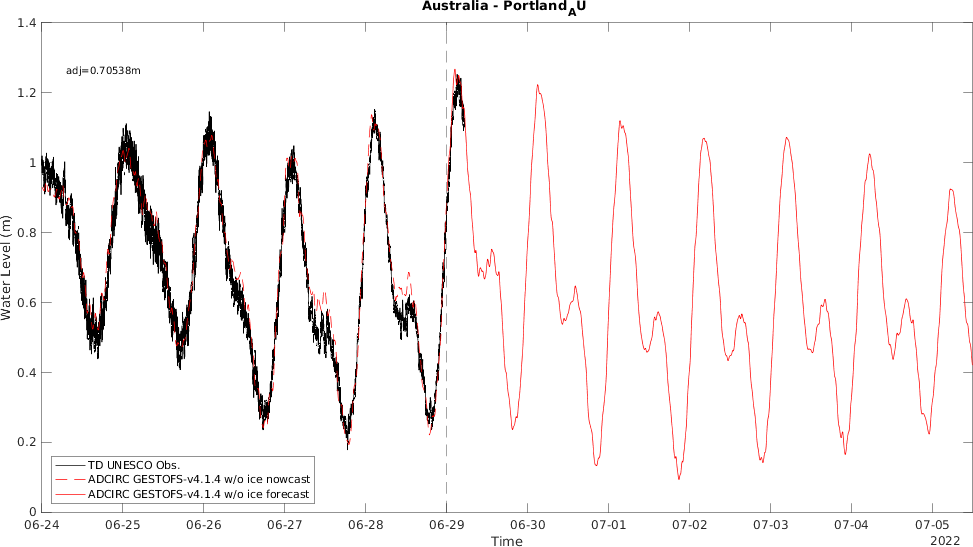 Australia - Portland_AU
1.4
adj=0.70538m
1.2
1
0.8
0.6
0.4
0.2
0
Water Level (m)
TD UNESCO Obs.
ADCIRC GESTOFS-v4.1.4 w/o ice nowcast
ADCIRC GESTOFS-v4.1.4 w/o ice forecast
06-24 06-25 06-26 06-27 06-28 06-29 06-30 07-01 07-02 07-03 07-04 07-05
Time
2022